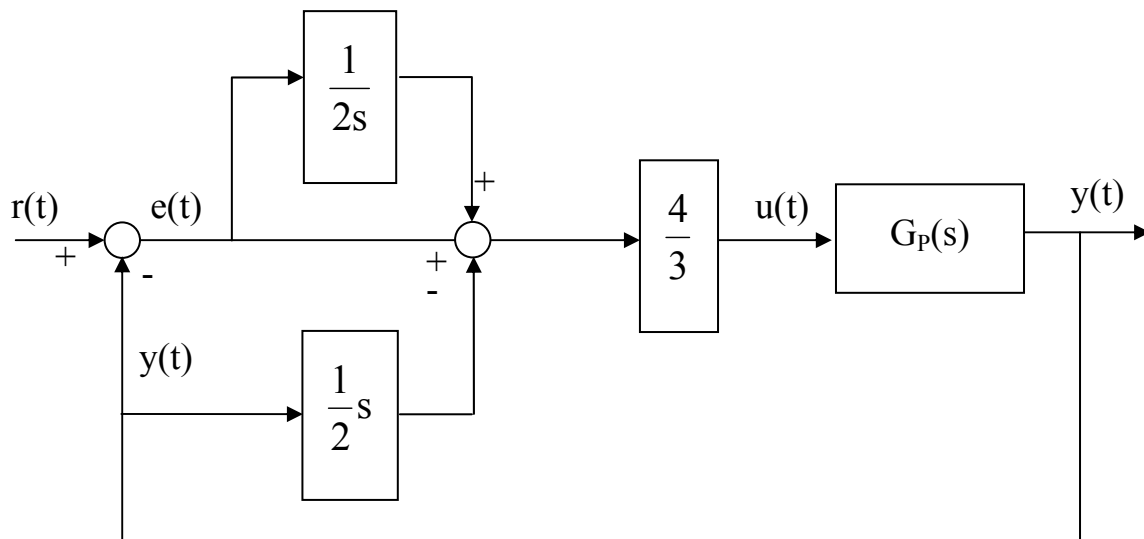 1
2s
+
r(t)
e(t)
4
3
u(t)
G_P(s)
y(t)
+
-
+
-
y(t)
1
2
s